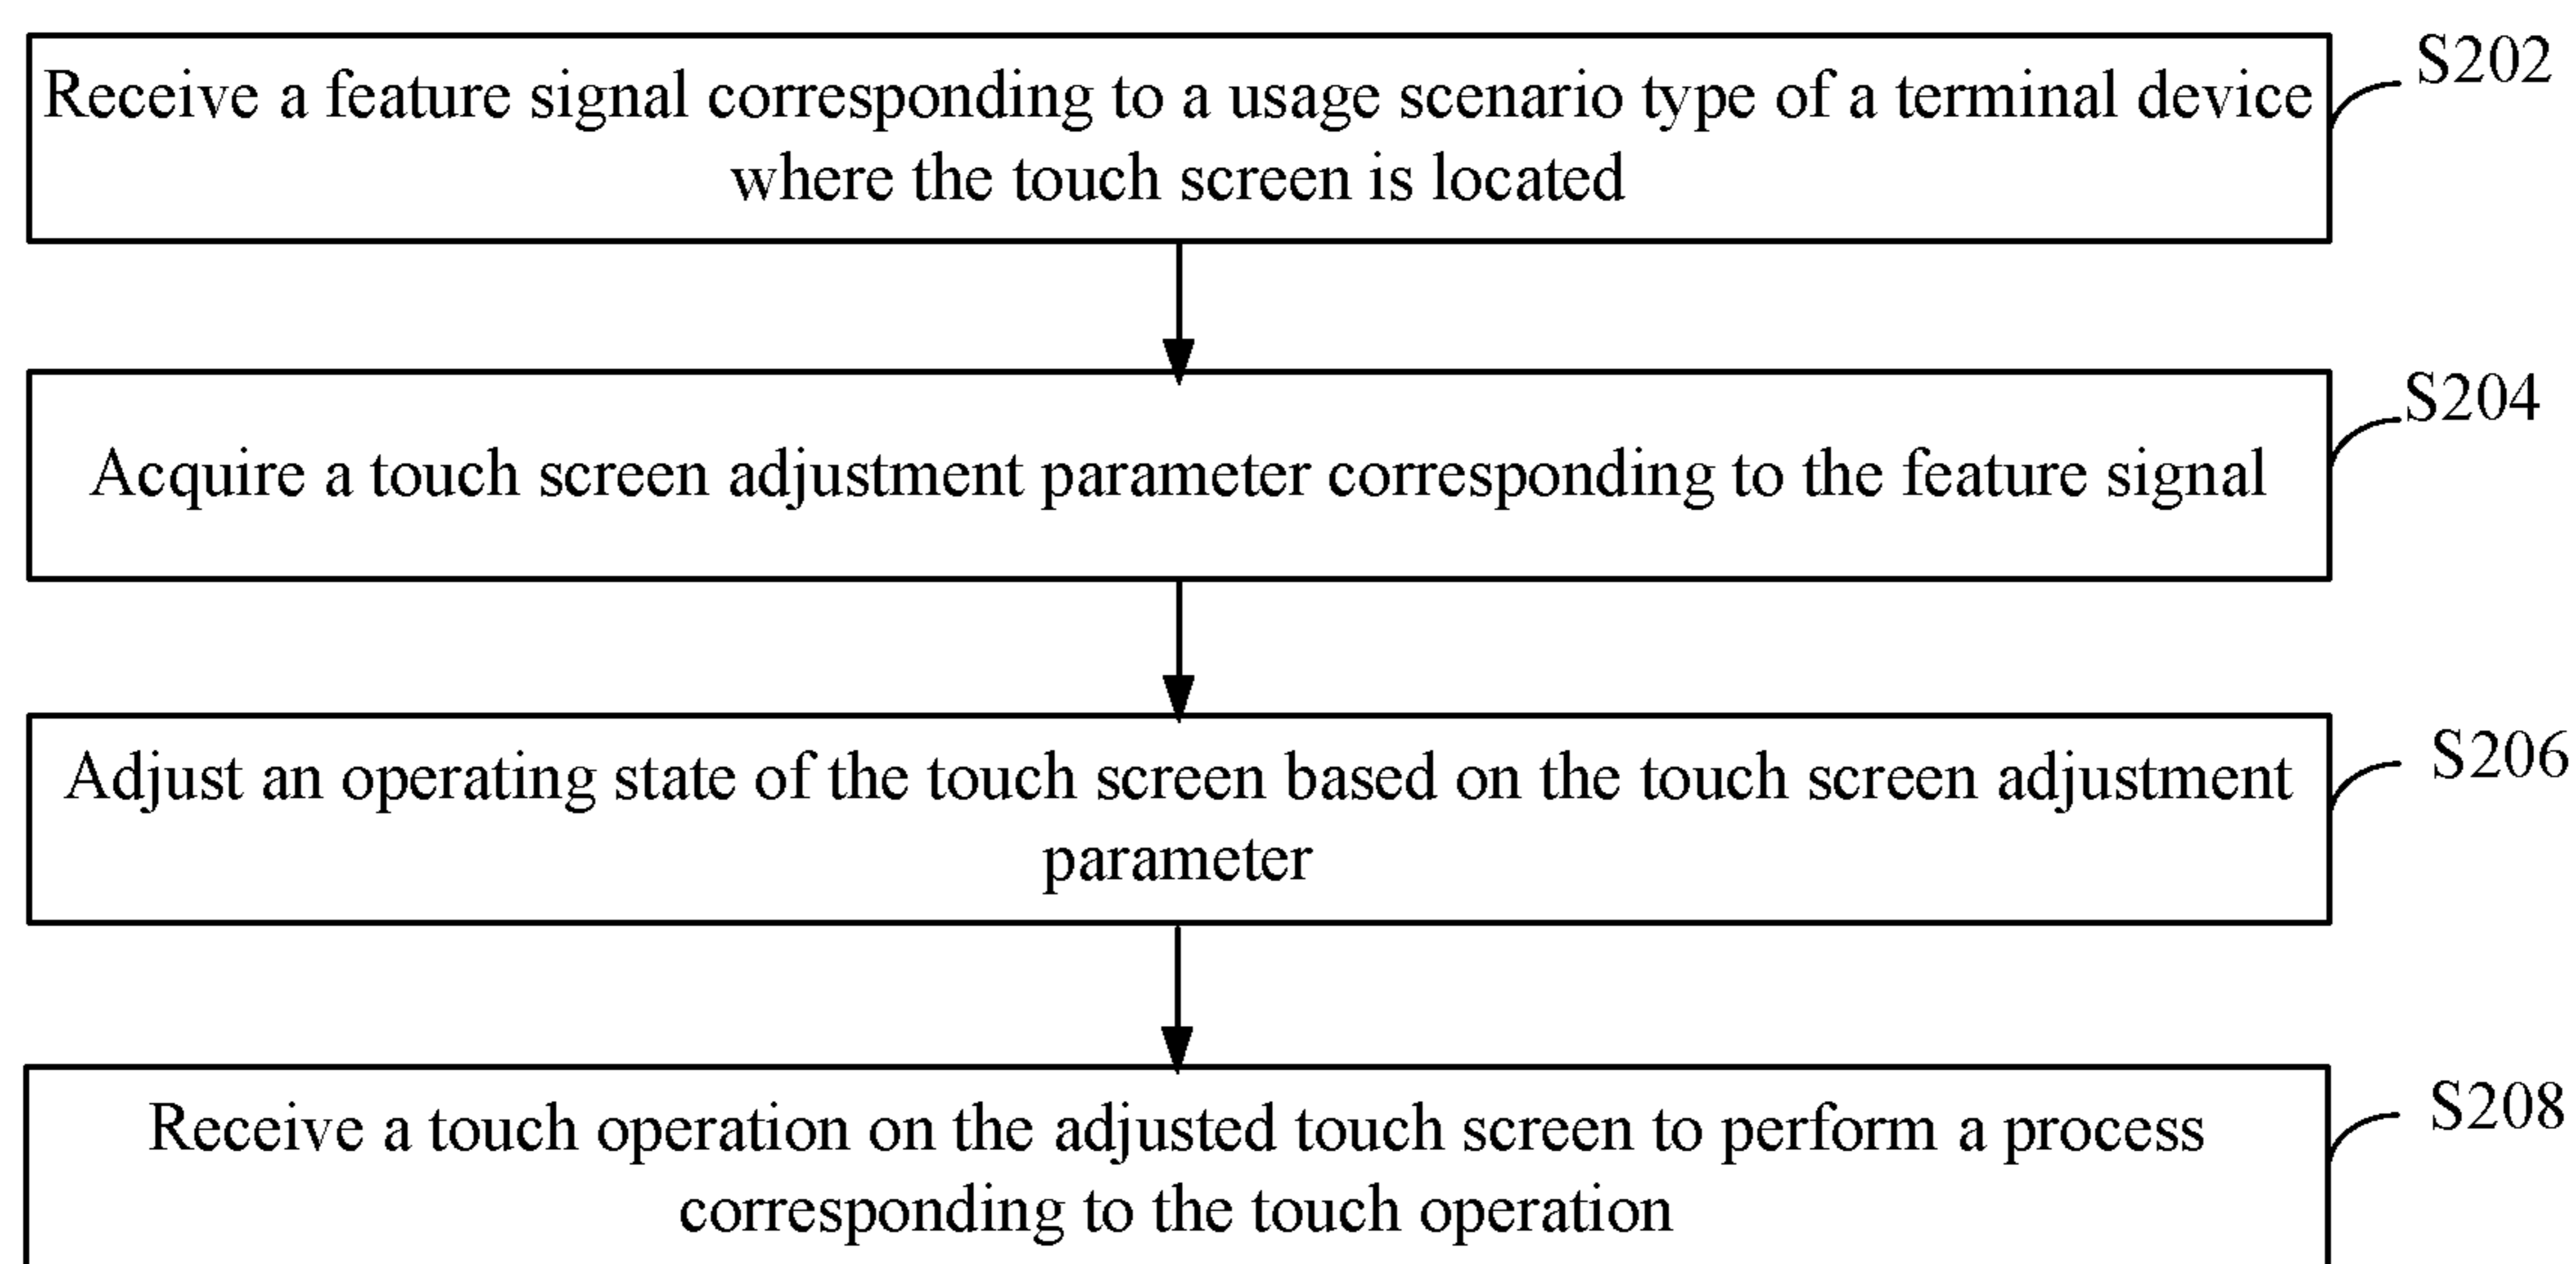 Receive a feature signal corresponding to a usage scenario type of a terminal device
where the touch screen is located
S202
Acquire a touch screen adjustment parameter corresponding to the feature signal
S204
Adjust an operating state of the touch screen based on the touch screen adjustment
parameter
S206
Receive a touch operation on the adjusted touch screen to perform a process
corresponding to the touch operation
S208